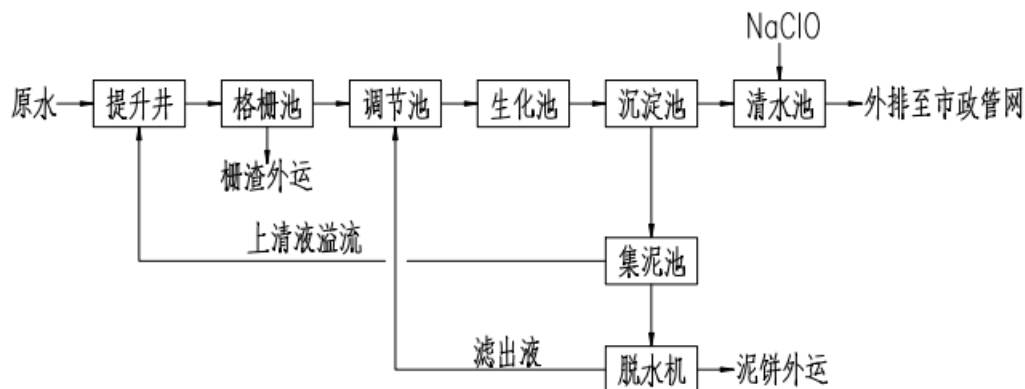 NaClO
原水
提升井
格栅池
调节池
生化池
沉淀池
清水池
外排至市政管网
栅渣外运
上清液溢流
集泥池
滤出液
脱水机
泥饼外运